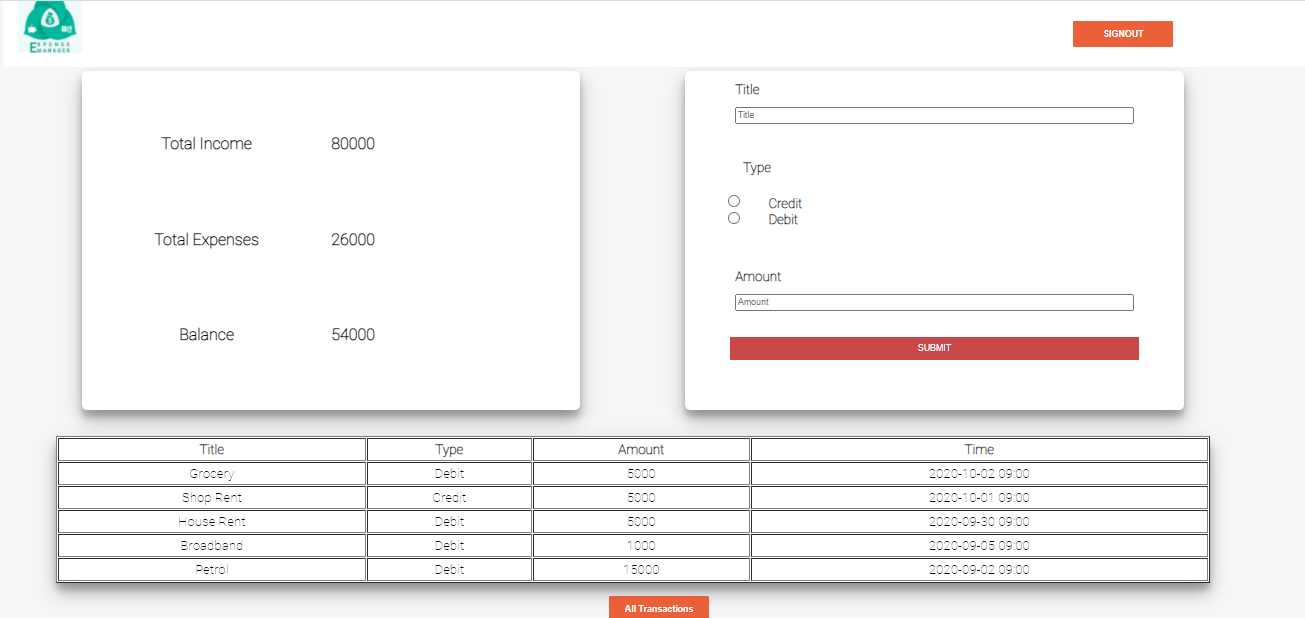 EXPENSE
MANAGER
SIGNOUT
Total Income 80000
Total Expenses 26000
Balance 54000
Title
Title
Type
Credit
Debit
Amount
Amount
SUBMIT
Title Type Amount Time
Grocery Debit 5000 2020-10-02 09:00
Shop Rent Credit 5000 2020-10-01 09:00
House Rent Debit 5000 2020-09-30 09:00
Broadband Debit 1000 2020-09-05 09:00
Petrol Debit 15000 2020-09-02 09:00
All Transactions